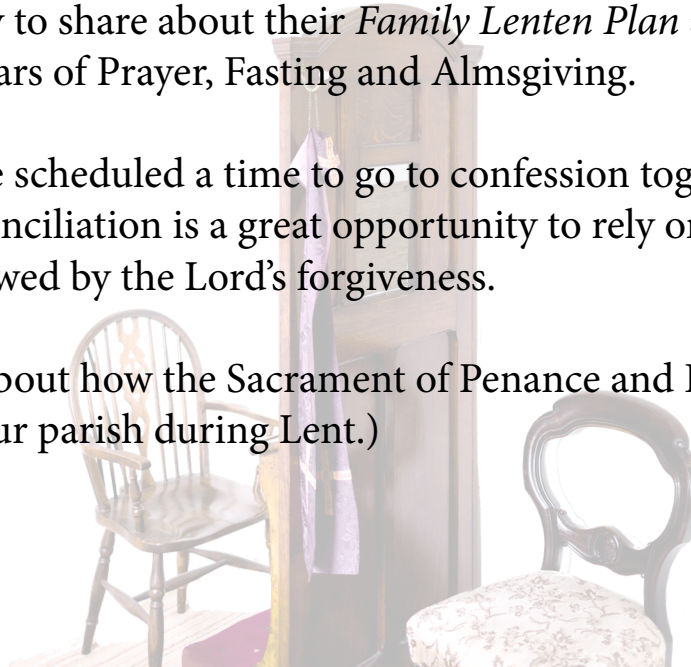 to share about their Family Lenten Plan
ars of Prayer, Fasting and Almsgiving.
scheduled a time to go to confession tog
nciliation is a great opportunity to rely o
wed by the Lord's forgiveness.
bout how the Sacrament of Penance and
ur parish during Lent.)